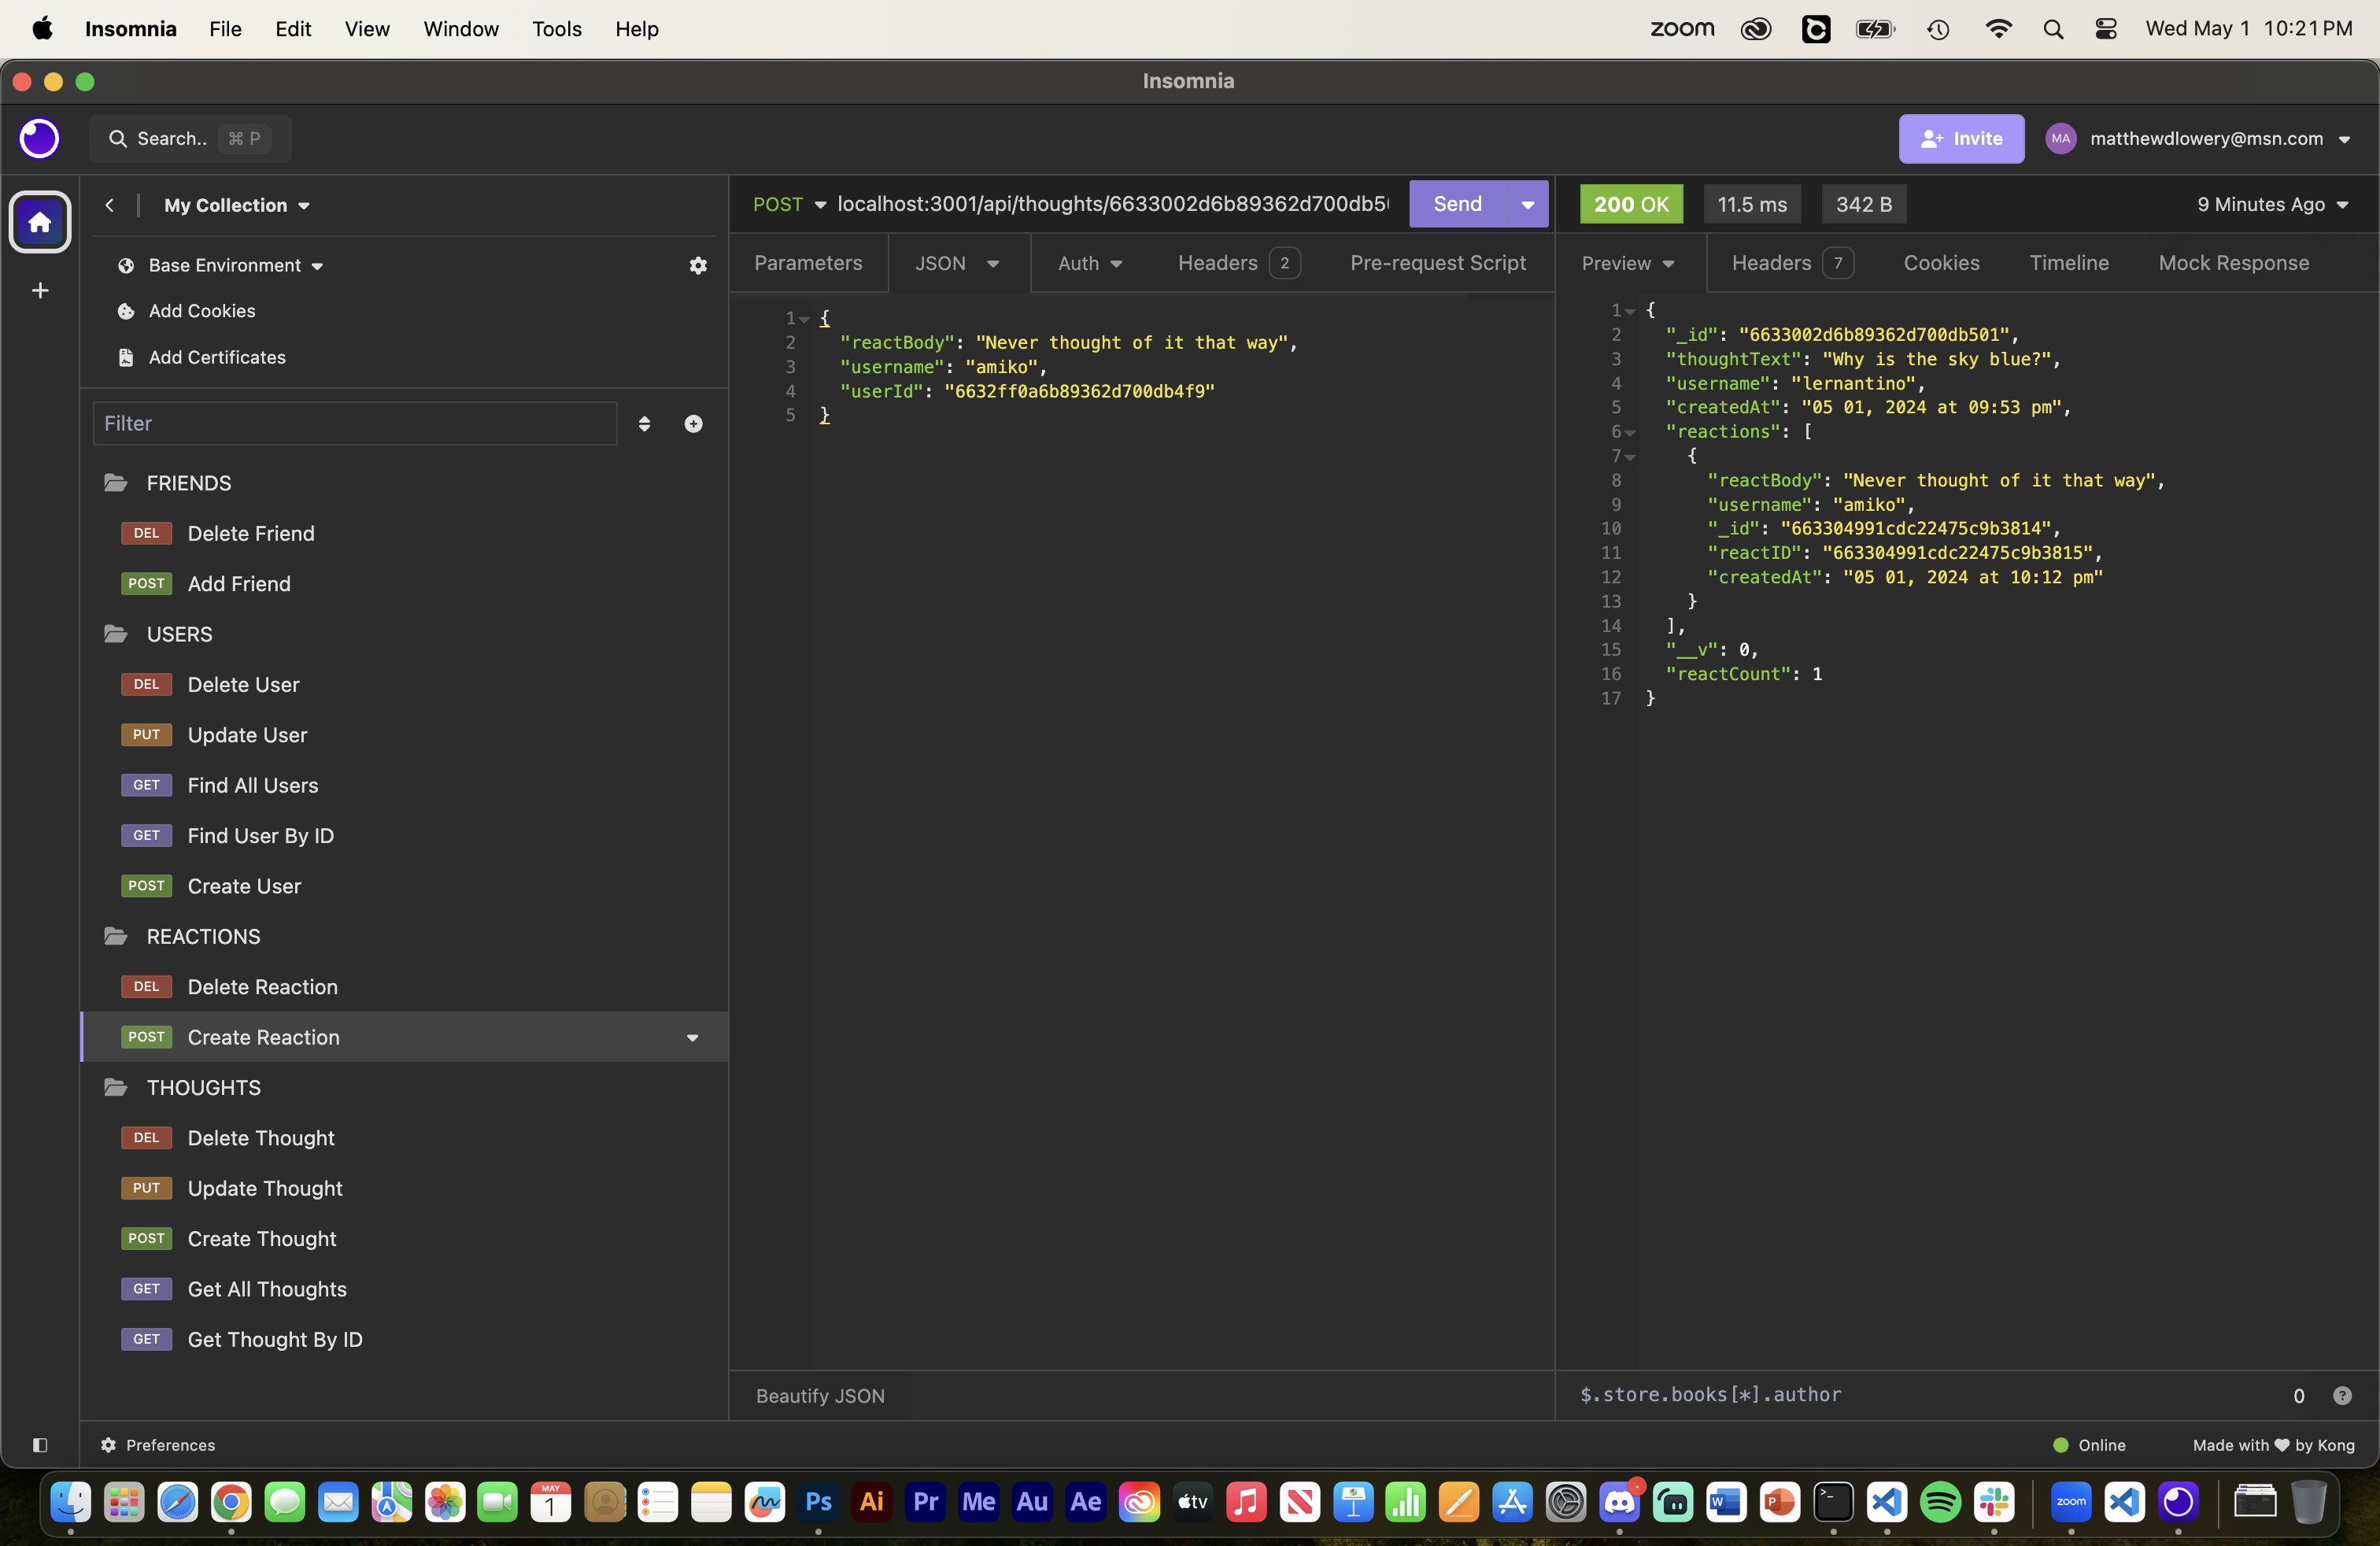 Insomnia File Edit View Window Tools Help zoom Wed May 1 10:21 PM
Insomnia
Search.. ⌘ P Invite MA matthewdlowery@msn.com
My Collection
Base Environment
Add Cookies
Add Certificates
Filter
FRIENDS
DEL Delete Friend
POST Add Friend
USERS
DEL Delete User
PUT Update User
GET Find All Users
GET Find User By ID
POST Create User
REACTIONS
DEL Delete Reaction
POST Create Reaction
THOUGHTS
DEL Delete Thought
PUT Update Thought
POST Create Thought
GET Get All Thoughts
GET Get Thought By ID
POST localhost:3001/api/thoughts/6633002d6b89362d700db5 Send
Parameters JSON Auth Headers 2 Pre-request Script
1 {
2 "reactBody": "Never thought of it that way",
3 "username": "amiko",
4 "userId": "6632ff0a6b89362d700db4f9"
5 }
Beautify JSON
200 OK 11.5 ms 342 B 9 Minutes Ago
Preview Headers 7 Cookies Timeline Mock Response
1 {
2 "_id": "6633002d6b89362d700db501",
3 "thoughtText": "Why is the sky blue?",
4 "username": "lernantino",
5 "createdAt": "05 01, 2024 at 09:53 pm",
6 "reactions": [
7 {
8 "reactBody": "Never thought of it that way",
9 "username": "amiko",
10 "_id": "663304991cdc22475c9b3814",
11 "reactID": "663304991cdc22475c9b3815",
12 "createdAt": "05 01, 2024 at 10:12 pm"
13 }
14 ],
15 "__v": 0,
16 "reactCount": 1
17 }
$.store.books[*].author 0 ?
Preferences Online Made with ♥ by Kong
MAY 1 Ps Ai Pr Me Au Ae tv W P >_ zoom